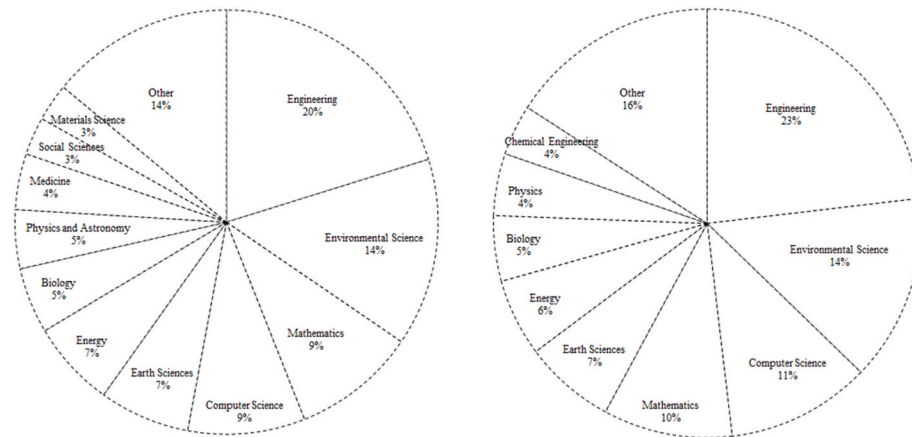 Engineering
20%
Environmental Science
14%
Mathematics
9%
Computer Science
9%
Earth Sciences
7%
Energy
7%
Biology
5%
Physics and Astronomy
5%
Medicine
4%
Social Sciences
3%
Materials Science
3%
Other
14%
Engineering
23%
Environmental Science
14%
Computer Science
11%
Mathematics
10%
Earth Sciences
7%
Energy
6%
Biology
5%
Physics
4%
Chemical Engineering
4%
Other
16%